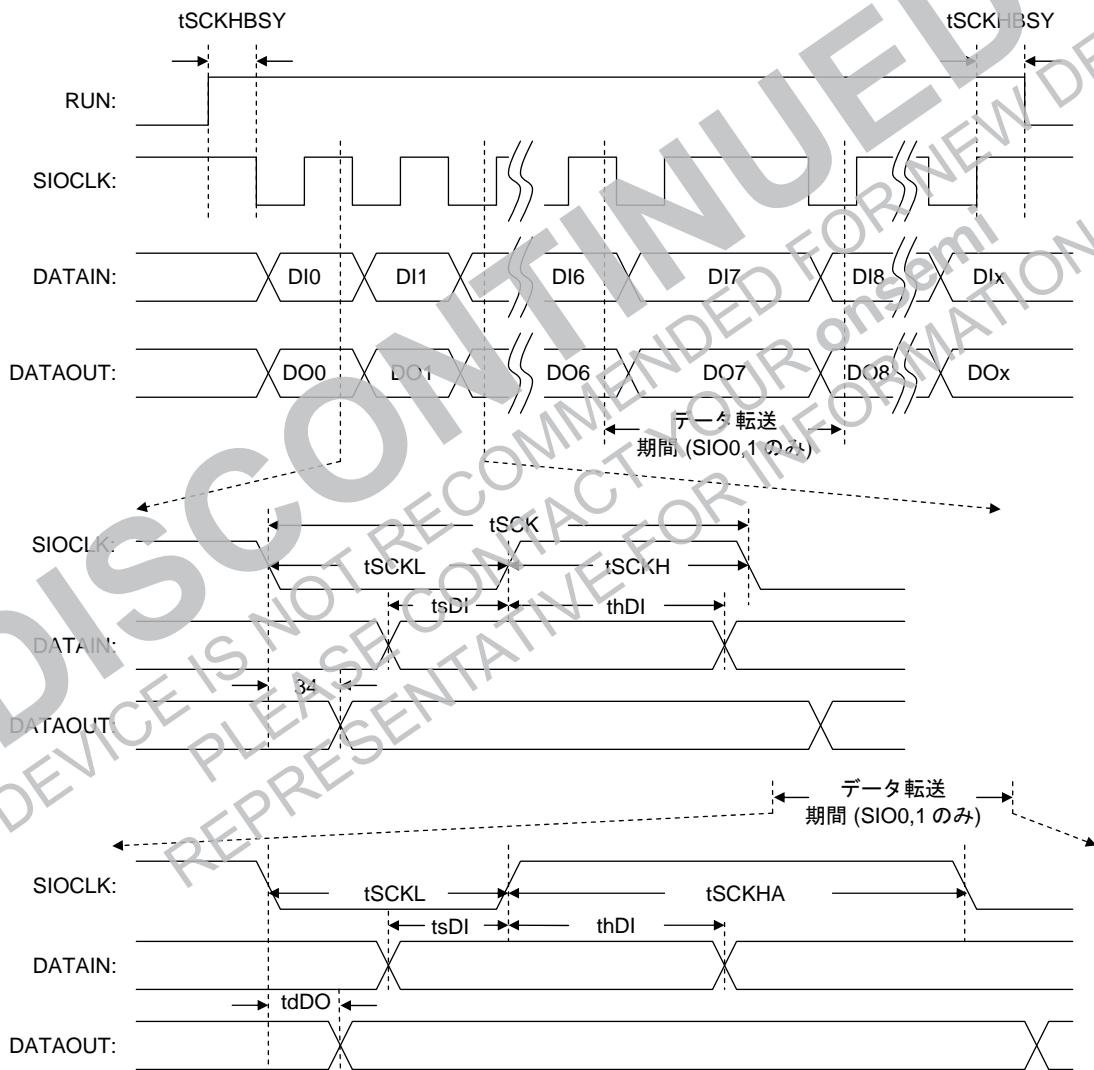 tSCKHBSY tSCKHBSY
RUN:
SIOCLK:
DATAIN: DI0 DI1 DI6 DI7 DI8 DIx
DATAOUT: DO0 DO1 DO6 DO7 DO8 DOx
データ転送
期間 (SIO0,1 のみ)
tSCK
SIOCLK:
tSCKL tSCKH
tsDI thDI
DATAIN:
34
DATAOUT:
データ転送
期間 (SIO0,1 のみ)
SIOCLK:
tSCKL tSCKHA
tsDI thDI
DATAIN:
tdDO
DATAOUT:
DISCONTINUED
DEVICE IS NOT RECOMMENDED FOR NEW DE
PLEASE CONTACT YOUR onsemi
REPRESENTATIVE FOR INFORMATION